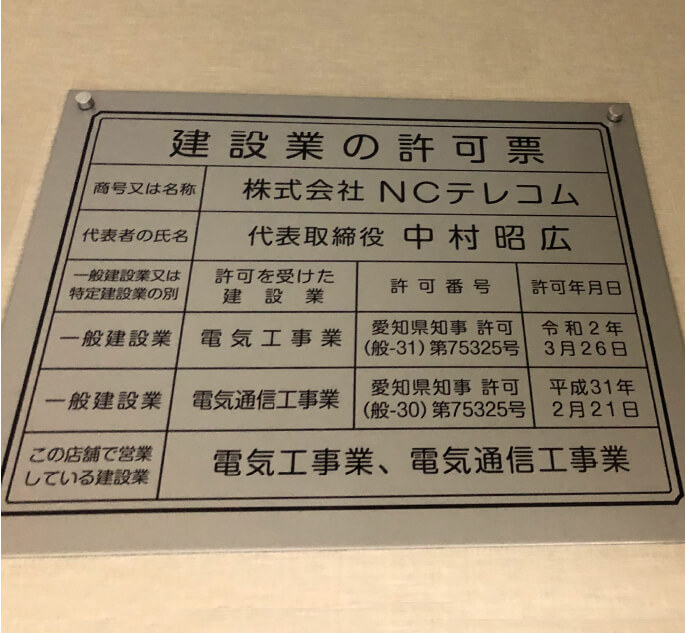 建設業の許可票
商号又は名称 株式会社 NCテレコム
代表者の氏名 代表取締役 中村昭広
一般建設業又は
特定建設業の別
許可を受けた
建設業
許可番号
許可年月日
一般建設業
電気工事業
愛知県知事 許可
(般-31)第75325号
令和2年
3月26日
一般建設業
電気通信工事業
愛知県知事 許可
(般-30)第75325号
平成31年
2月21日
この店舗で営業
している建設業
電気工事業、電気通信工事業